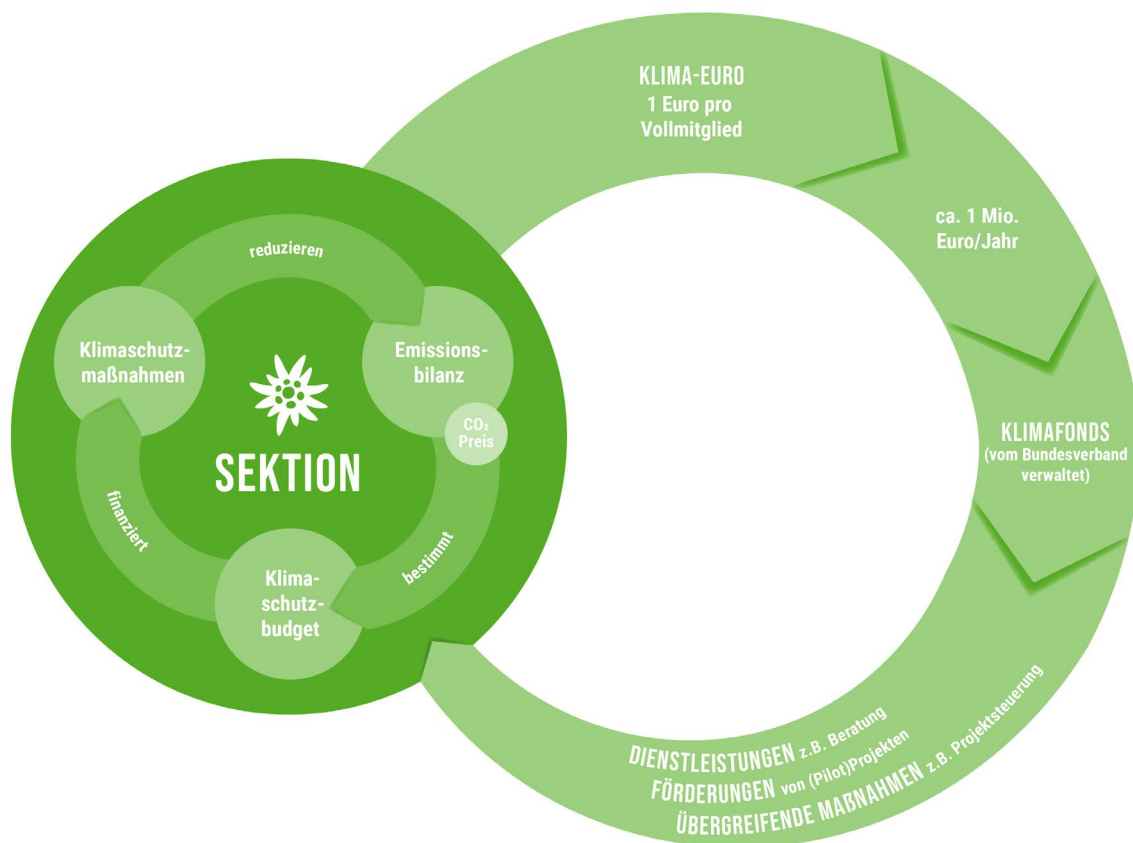 KLIMA-EURO
1 Euro pro
Vollmitglied
ca. 1 Mio.
Euro/Jahr
KLIMAFONDS
(vom Bundesverband
verwaltet)
DIENSTLEISTUNGEN z.B. Beratung
FÖRDERUNGEN von (Pilot)Projekten
ÜBERGREIFENDE MAẞNAHMEN z.B. Projektsteuerung
reduzieren
Klimaschutz-
maßnahmen
Emissions-
bilanz
CO₂
Preis
SEKTION
finanziert
bestimmt
Klima-
schutz-
budget